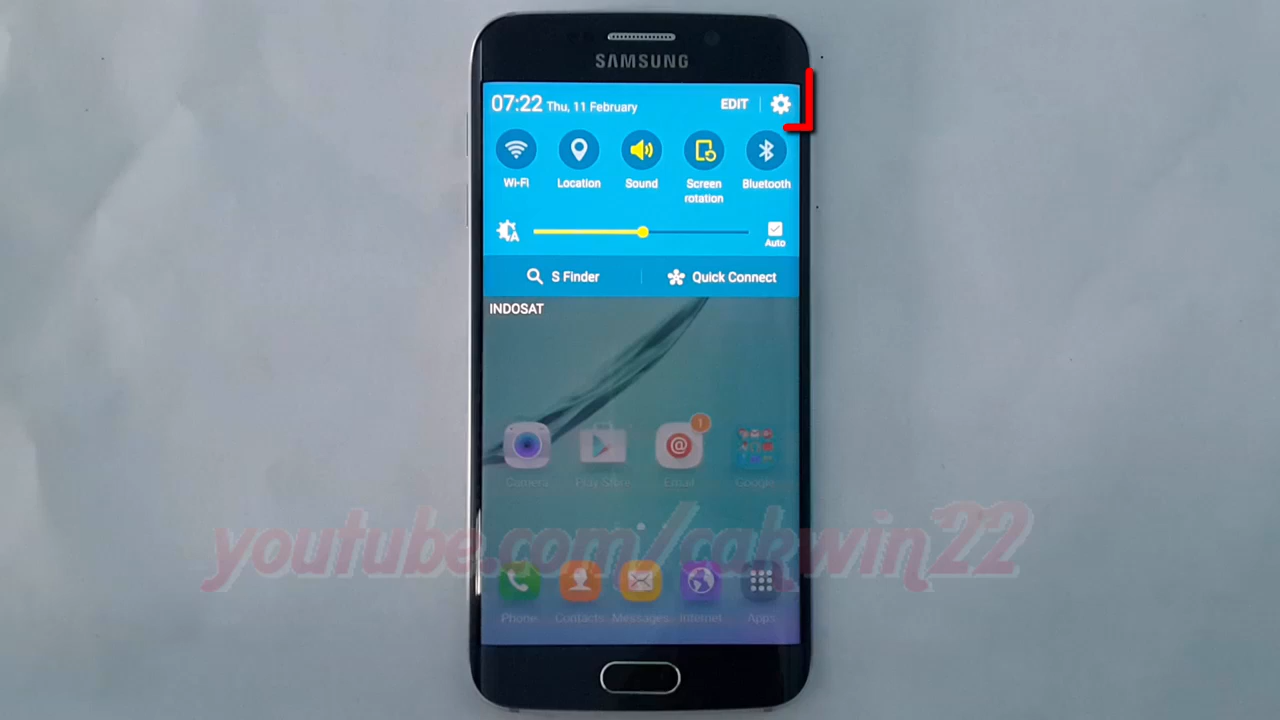 SAMSUNG
07:22 Thu, 11 February EDIT
Wi-Fi Location Sound Screen rotation Bluetooth
A Auto
S Finder Quick Connect
INDOSAT
1
@
Camera Play Store Email Google
youtube.com/cakwin22
Phone Contacts Messages Internet Apps